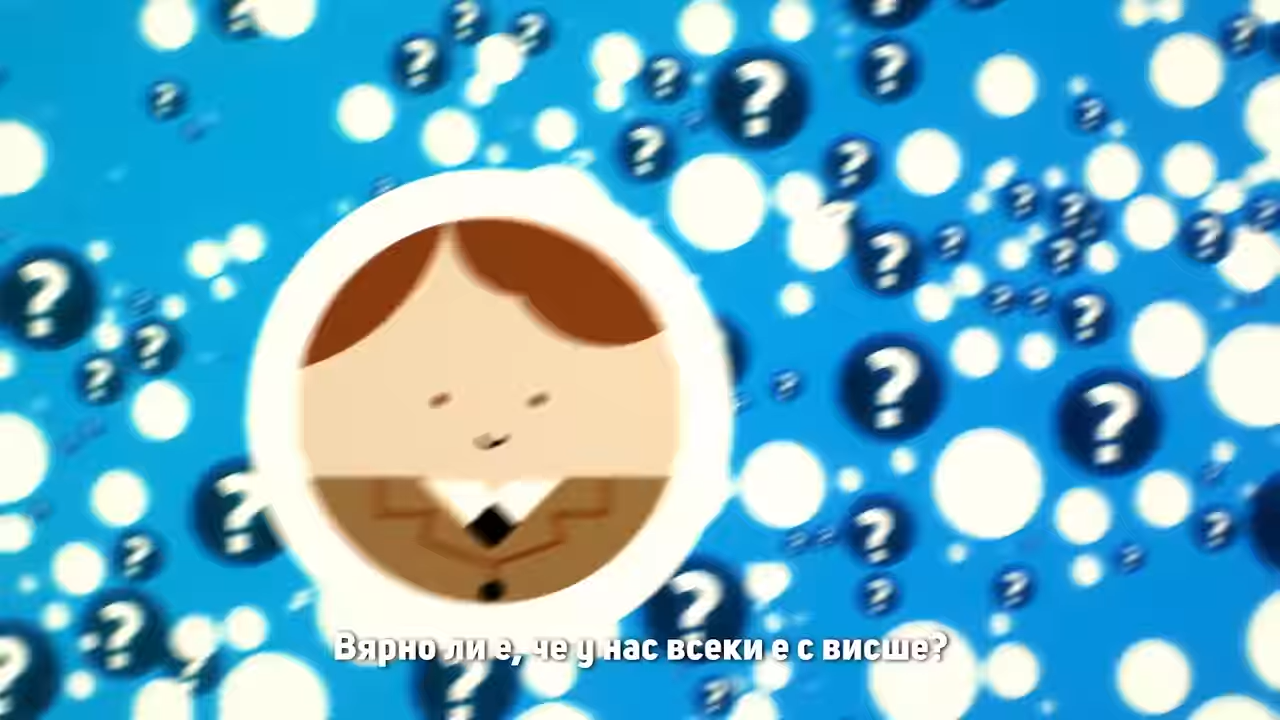 Вярно ли е, че у нас всеки е с висше?